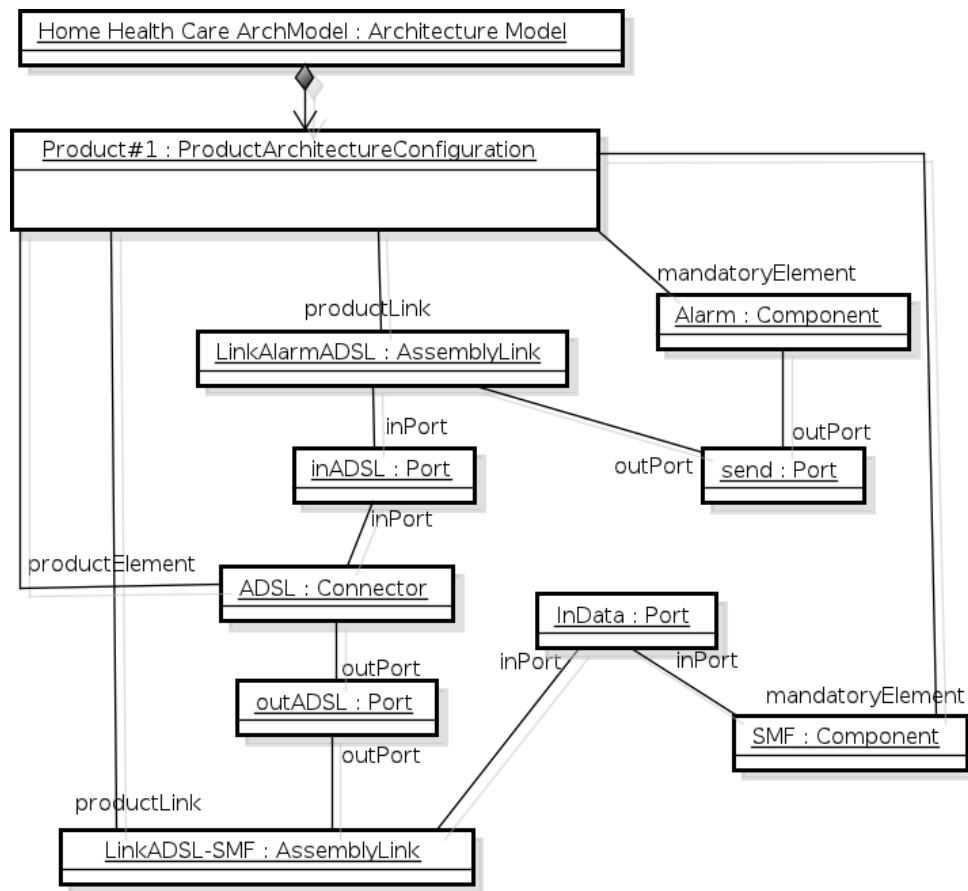 Home Health Care ArchModel : Architecture Model
Product#1 : ProductArchitectureConfiguration
mandatoryElement
productLink
Alarm : Component
LinkAlarmADSL : AssemblyLink
inPort
outPort
outPort
inADSL : Port
send : Port
inPort
productElement
ADSL : Connector
InData : Port
outPort
inPort
inPort
outADSL : Port
mandatoryElement
SMF : Component
outPort
productLink
LinkADSL-SMF : AssemblyLink